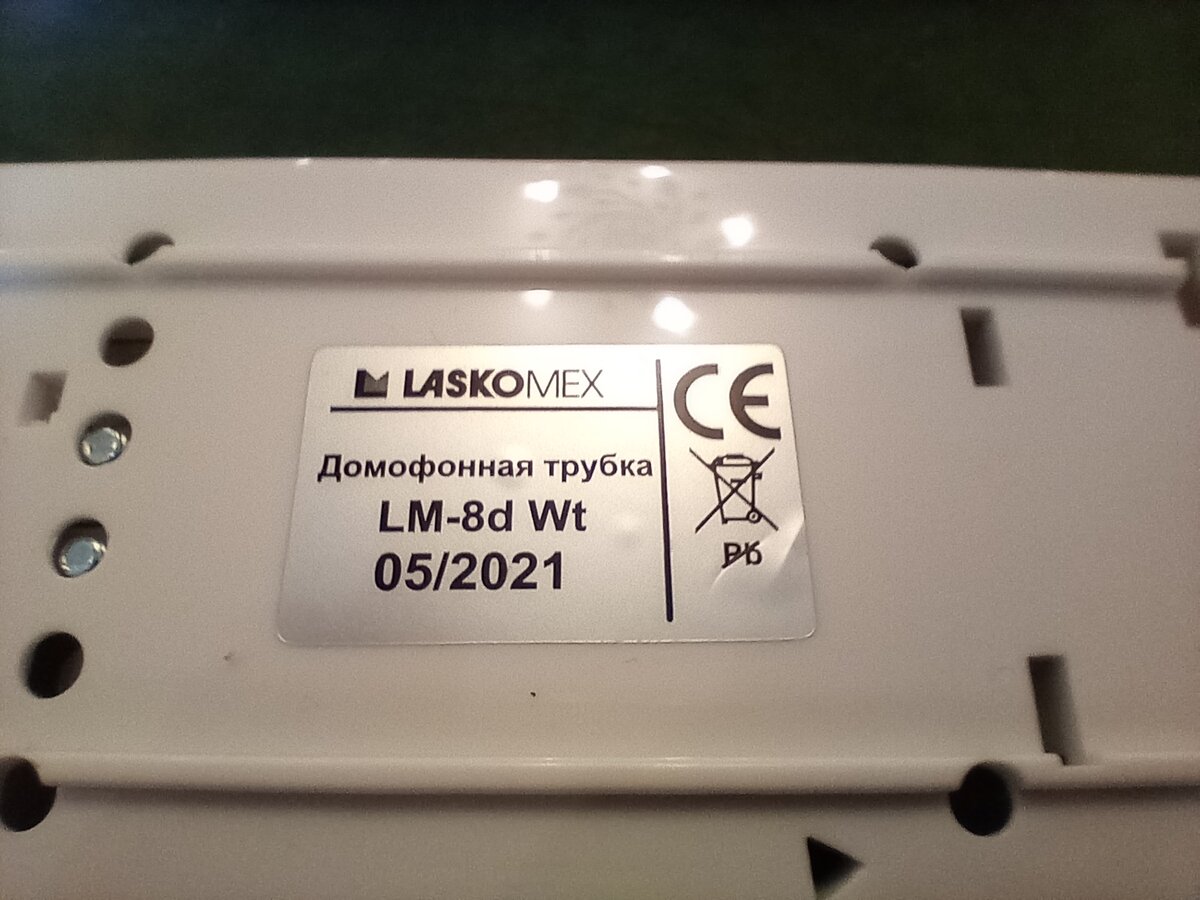 LASKOMEX
Домофонная трубка
LM-8d Wt
05/2021
CE
Pb